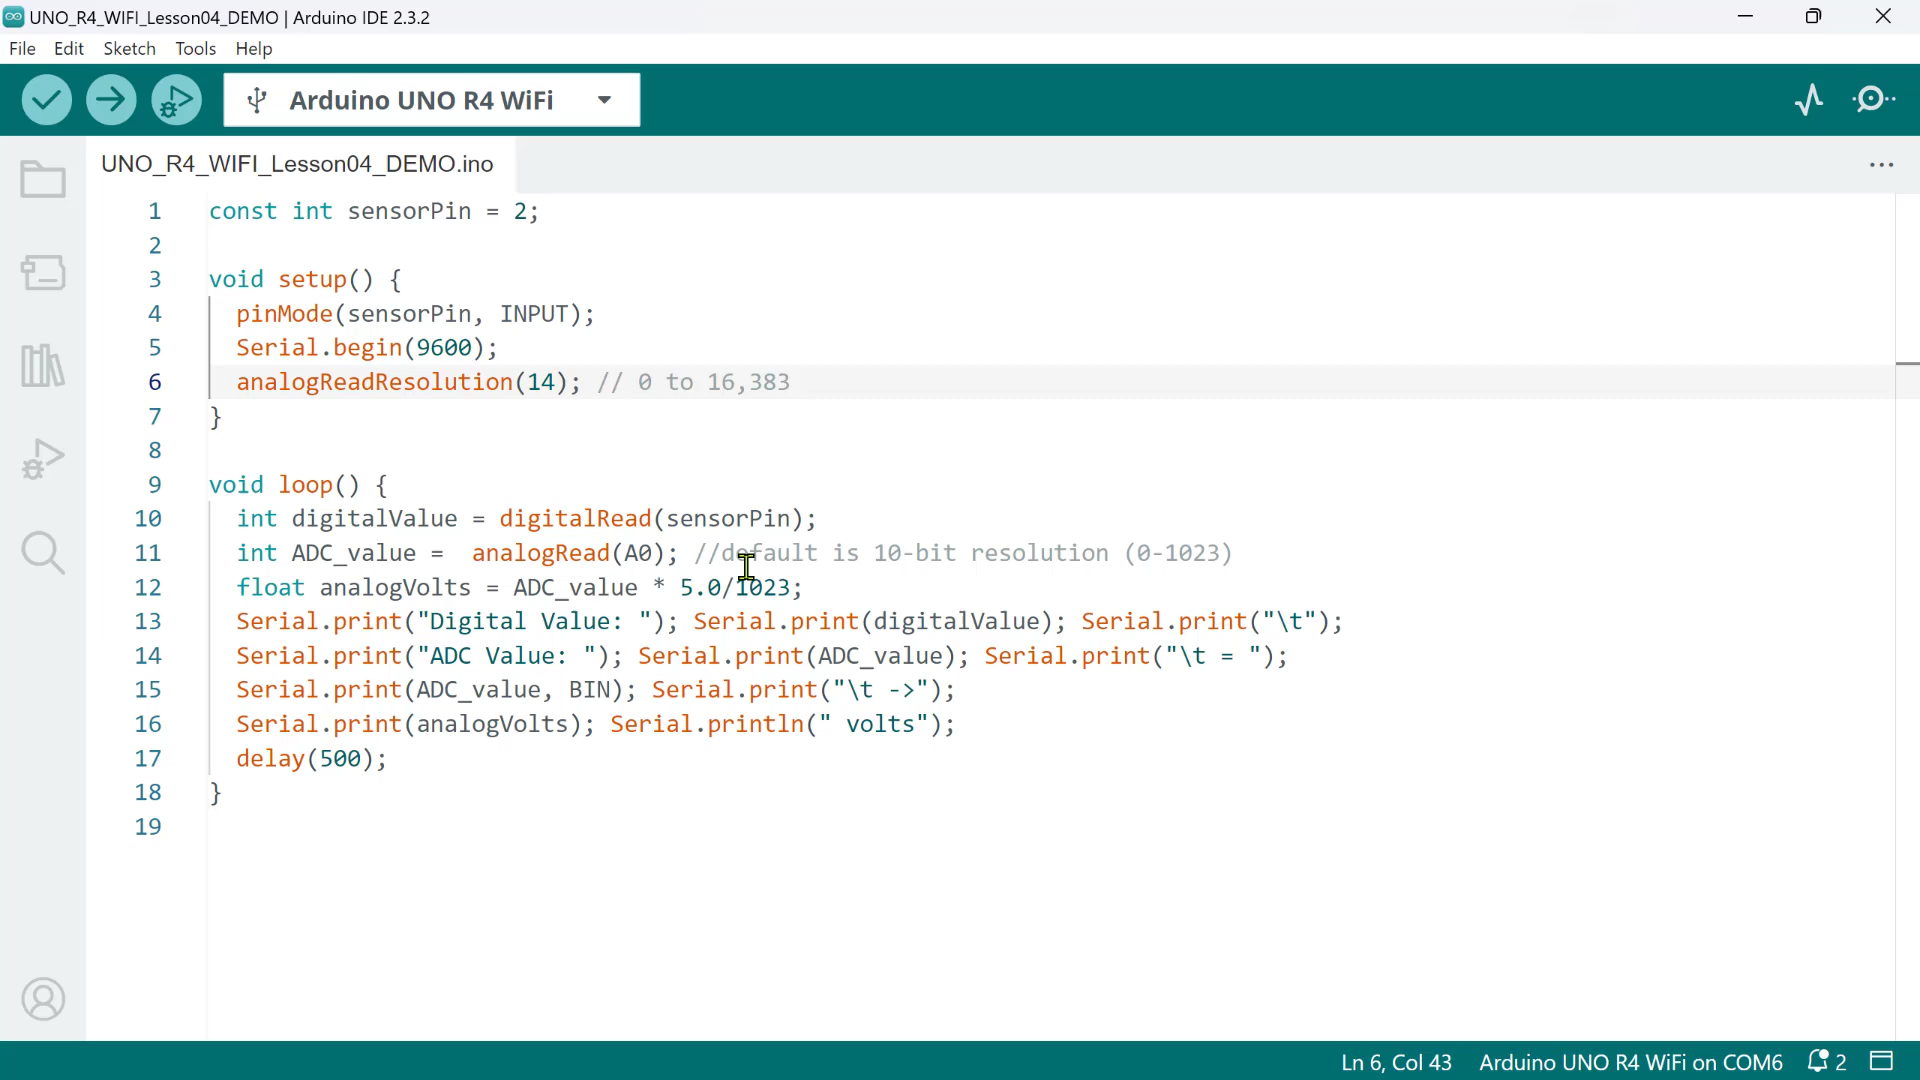 UNO_R4_WIFI_Lesson04_DEMO | Arduino IDE 2.3.2
File Edit Sketch Tools Help
Arduino UNO R4 WiFi
UNO_R4_WIFI_Lesson04_DEMO.ino
1 const int sensorPin = 2;
2
3 void setup() {
4 pinMode(sensorPin, INPUT);
5 Serial.begin(9600);
6 analogReadResolution(14); // 0 to 16,383
7 }
8
9 void loop() {
10 int digitalValue = digitalRead(sensorPin);
11 int ADC_value =  analogRead(A0); //default is 10-bit resolution (0-1023)
12 float analogVolts = ADC_value * 5.0/1023;
13 Serial.print("Digital Value: "); Serial.print(digitalValue); Serial.print("\t");
14 Serial.print("ADC Value: "); Serial.print(ADC_value); Serial.print("\t = ");
15 Serial.print(ADC_value, BIN); Serial.print("\t ->");
16 Serial.print(analogVolts); Serial.println(" volts");
17 delay(500);
18 }
19
Ln 6, Col 43 Arduino UNO R4 WiFi on COM6 2